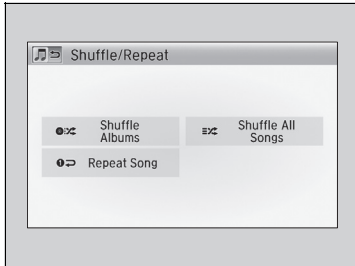 Shuffle/Repeat
Shuffle
Albums
Shuffle All
Songs
Repeat Song